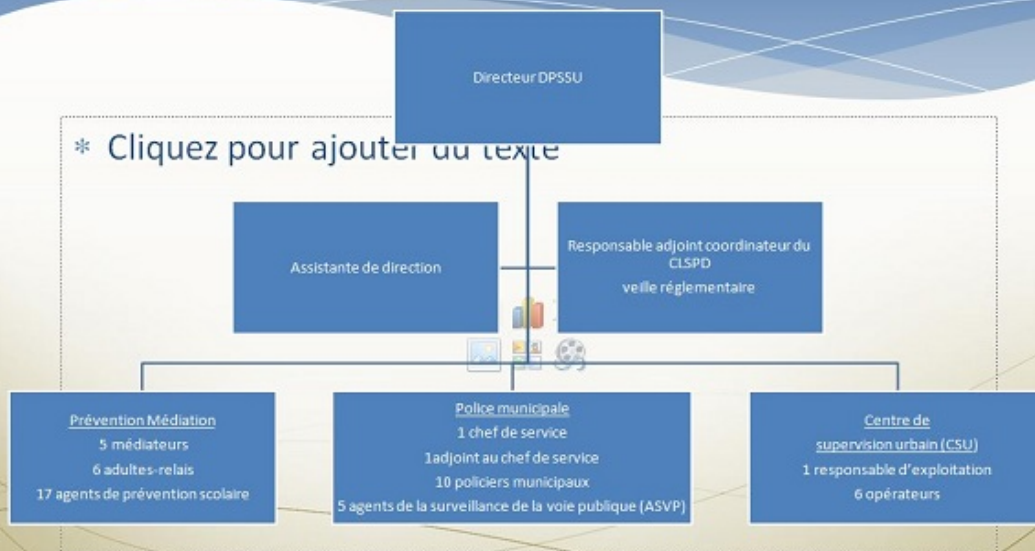 Directeur DPSSU
* Cliquez pour ajouter du texte
Assistante de direction
Responsable adjoint coordinateur du
CLSPD
veille réglementaire
Prévention Médiation
5 médiateurs
6 adultes-relais
17 agents de prévention scolaire
Police municipale
1 chef de service
1adjoint au chef de service
10 policiers municipaux
5 agents de la surveillance de la voie publique (ASVP)
Centre de
supervision urbain (CSU)
1 responsable d'exploitation
6 opérateurs